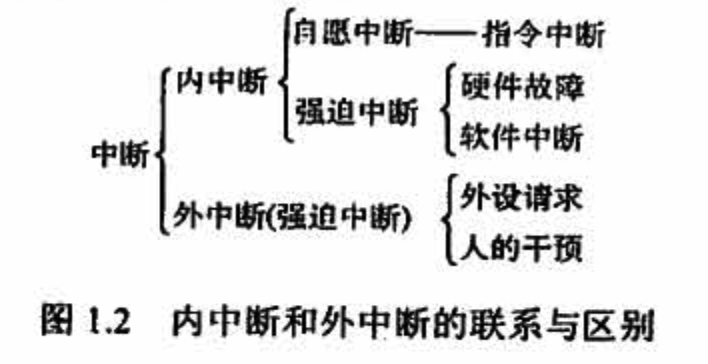 自愿中断——指令中断
内中断
硬件故障
强迫中断
软件中断
中断
外设请求
外中断(强迫中断)
人的干预
图 1.2 内中断和外中断的联系与区别